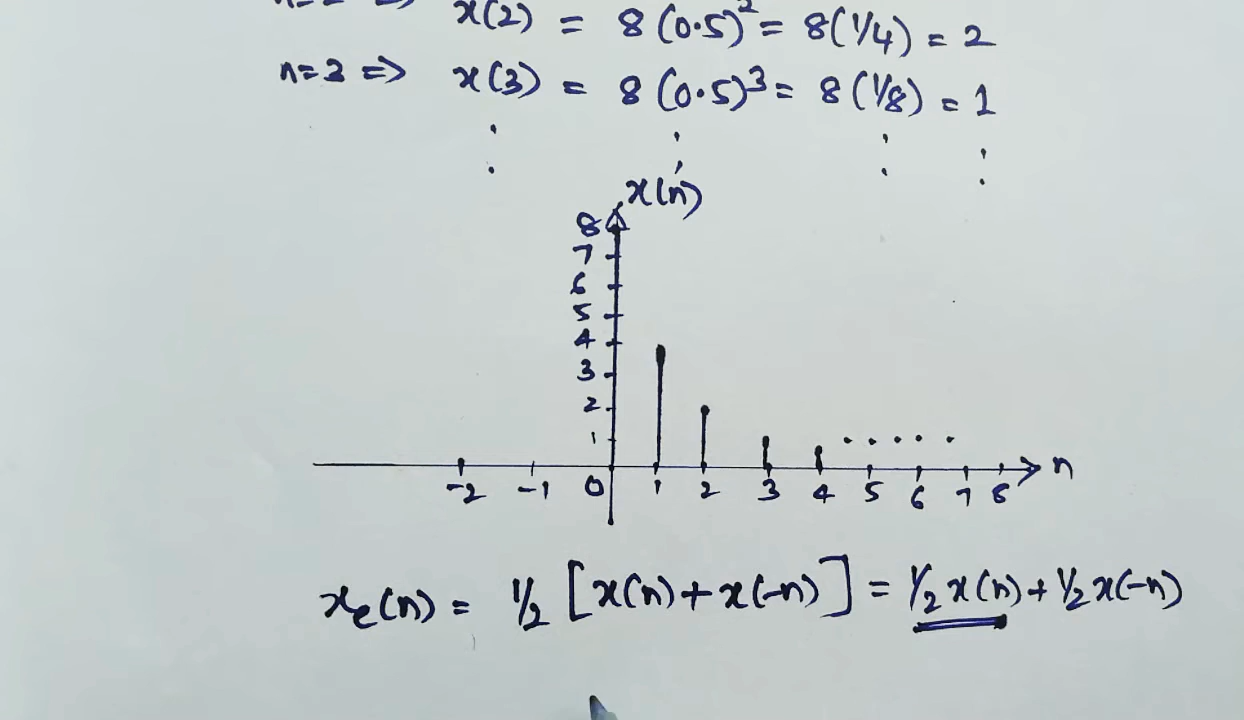 n=2 => x(2) = 8(0.5)² = 8(1/4) = 2
n=3 => x(3) = 8(0.5)³ = 8(1/8) = 1
x(n)
8
7
6
5
4
3
2
1
-2 -1 0 1 2 3 4 5 6 7 8 n
xₑ(n) = 1/2 [x(n) + x(-n)] = 1/2 x(n) + 1/2 x(-n)